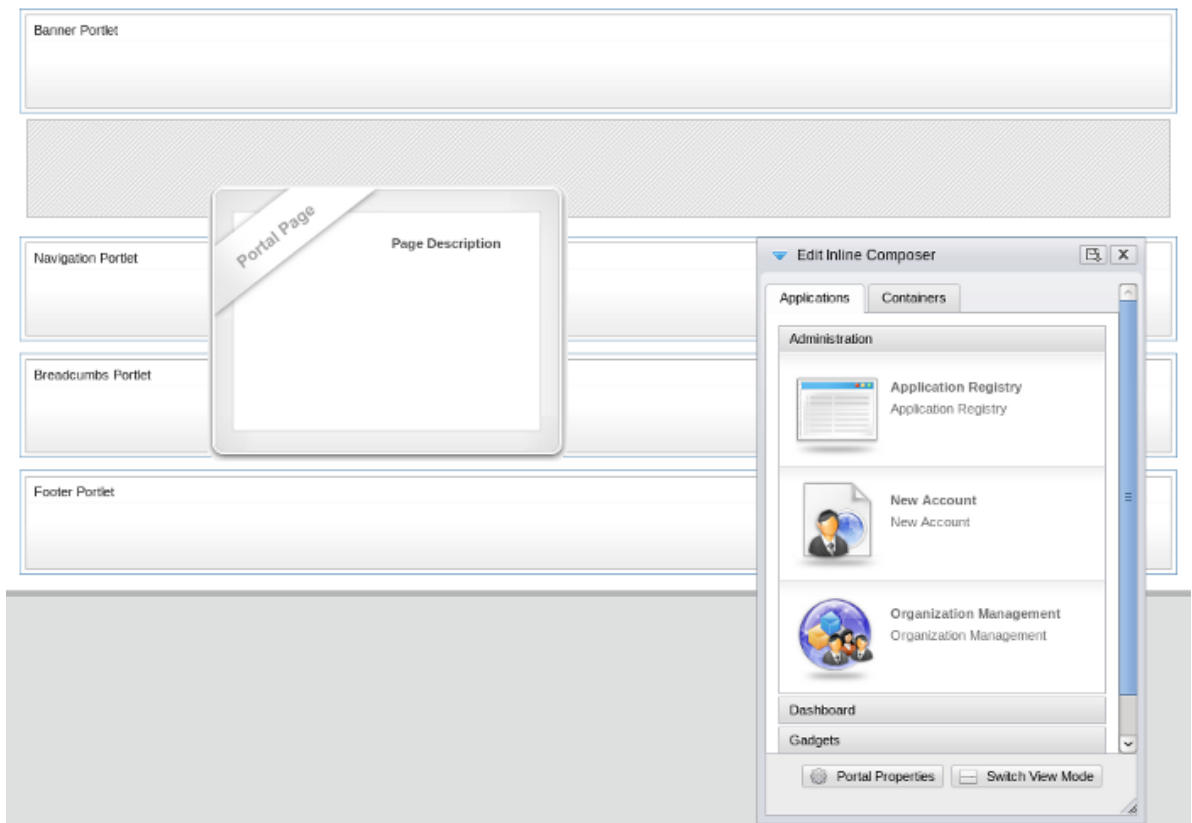 Banner Portlet
Portal Page
Page Description
Navigation Portlet
Breadcumbs Portlet
Footer Portlet
Edit Inline Composer
Applications
Containers
Administration
Application Registry
Application Registry
New Account
New Account
Organization Management
Organization Management
Dashboard
Gadgets
Portal Properties
Switch View Mode